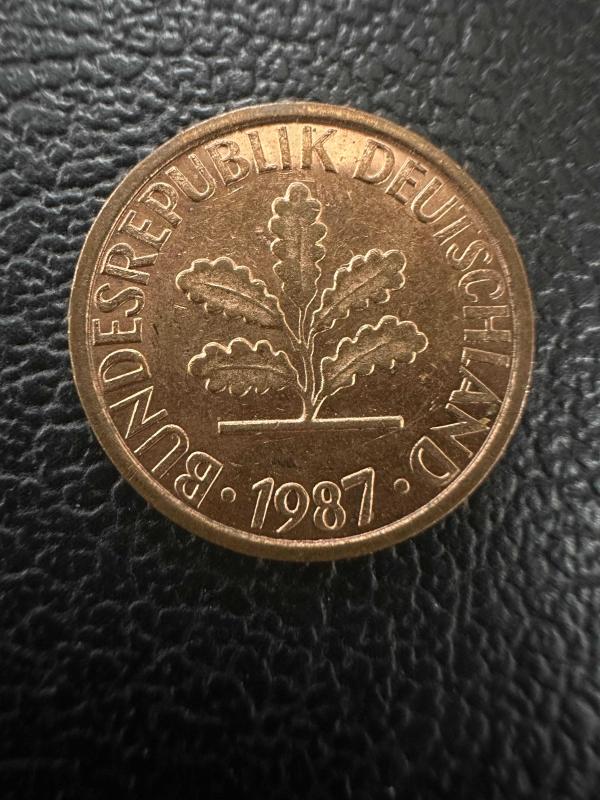 BUNDESREPUBLIK DEUTSCHLAND
· 1987 ·